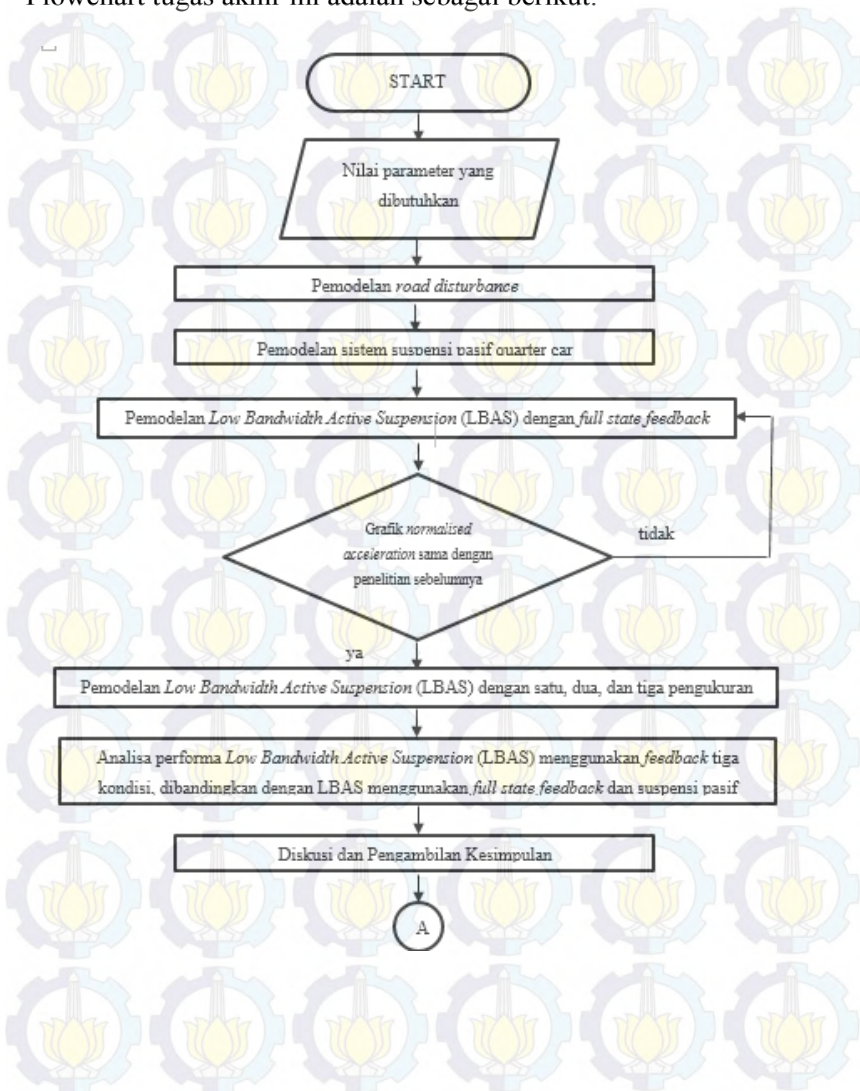 Flowchart tugas akhir ini adalah sebagai berikut:
START
Nilai parameter yang
dibutuhkan
Pemodelan road disturbance
Pemodelan sistem suspensi pasif quarter car
Pemodelan Low Bandwidth Active Suspension (LBAS) dengan full state feedback
Grafik normalised
acceleration sama dengan
penelitian sebelumnya
tidak
ya
Pemodelan Low Bandwidth Active Suspension (LBAS) dengan satu, dua, dan tiga pengukuran
Analisa performa Low Bandwidth Active Suspension (LBAS) menggunakan feedback tiga
kondisi, dibandingkan dengan LBAS menggunakan full state feedback dan suspensi pasif
Diskusi dan Pengambilan Kesimpulan
A